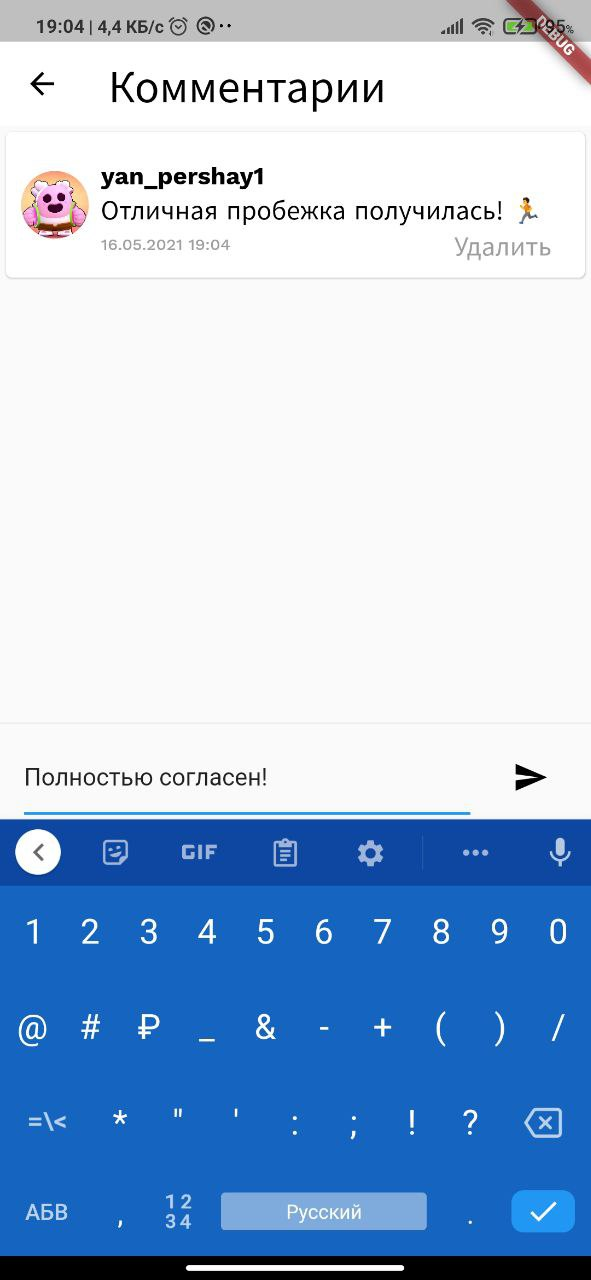 19:04 | 4,4 КБ/с
95%
DEBUG
Комментарии
yan_pershay1
Отличная пробежка получилась! 🏃
16.05.2021 19:04
Удалить
Полностью согласен!
GIF
1 2 3 4 5 6 7 8 9 0
@ # ₽ _ & - + ( ) /
=\< * " ' : ; ! ?
АБВ , 12 34 Русский .